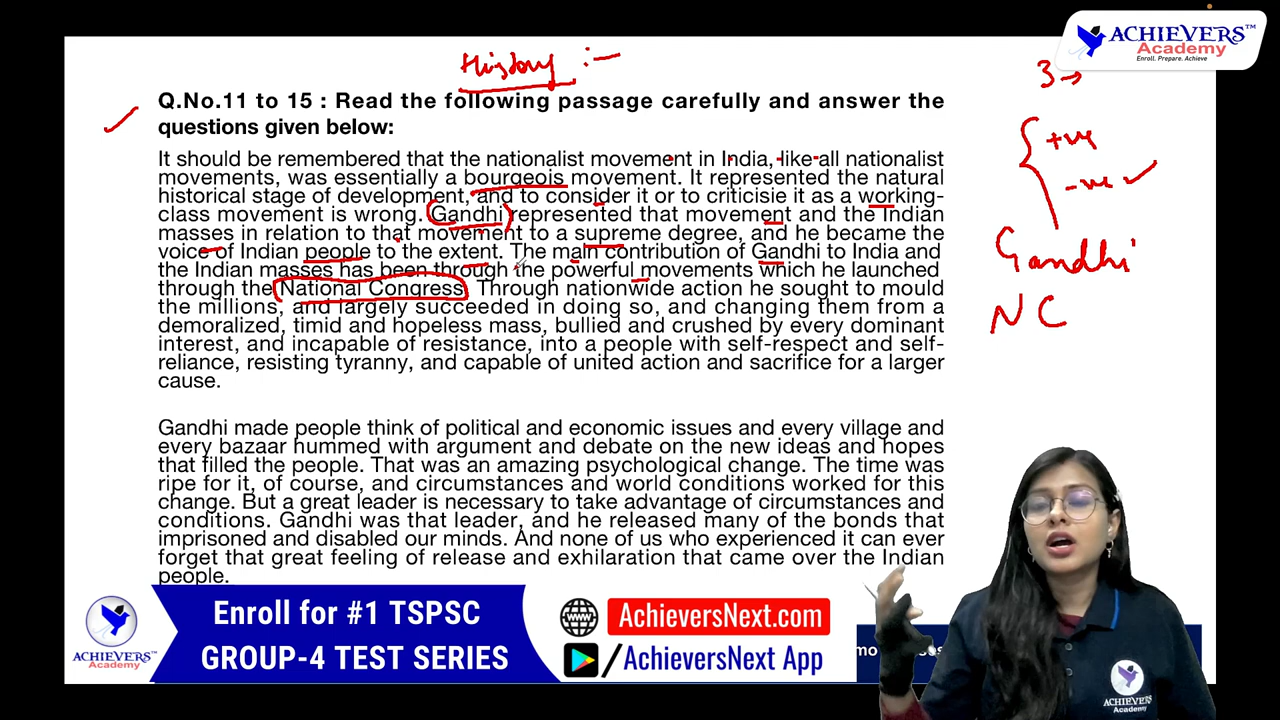 ACHIEVERS™
Academy
Enroll. Prepare. Achieve
History :-
3 →
Q.No.11 to 15 : Read the following passage carefully and answer the
questions given below:
+ve
-ve ✓
Gandhi
NC
It should be remembered that the nationalist movement in India, like all nationalist
movements, was essentially a bourgeois movement. It represented the natural
historical stage of development, and to consider it or to criticisie it as a working-
class movement is wrong. Gandhi represented that movement and the Indian
masses in relation to that movement to a supreme degree, and he became the
voice of Indian people to the extent. The main contribution of Gandhi to India and
the Indian masses has been through the powerful movements which he launched
through the National Congress. Through nationwide action he sought to mould
the millions, and largely succeeded in doing so, and changing them from a
demoralized, timid and hopeless mass, bullied and crushed by every dominant
interest, and incapable of resistance, into a people with self-respect and self-
reliance, resisting tyranny, and capable of united action and sacrifice for a larger
cause.
Gandhi made people think of political and economic issues and every village and
every bazaar hummed with argument and debate on the new ideas and hopes
that filled the people. That was an amazing psychological change. The time was
ripe for it, of course, and circumstances and world conditions worked for this
change. But a great leader is necessary to take advantage of circumstances and
conditions. Gandhi was that leader, and he released many of the bonds that
imprisoned and disabled our minds. And none of us who experienced it can ever
forget that great feeling of release and exhilaration that came over the Indian
people.
ACHIEVERS™
Academy
Enroll for #1 TSPSC
GROUP-4 TEST SERIES
AchieversNext.com
/AchieversNext App
ACHIEVERS
Academy